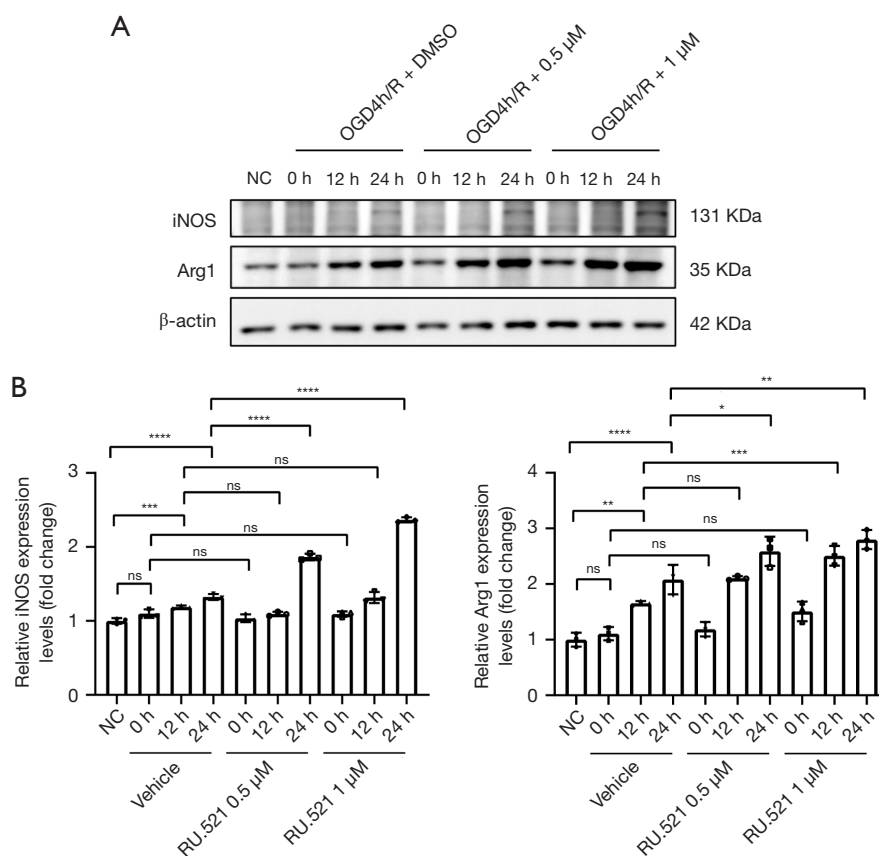 A
OGD4h/R + DMSO
OGD4h/R + 0.5 μM
OGD4h/R + 1 μM
NC 0 h 12 h 24 h 0 h 12 h 24 h 0 h 12 h 24 h
iNOS 131 KDa
Arg1 35 KDa
β-actin 42 KDa
B
****
****
****
ns
ns
***
ns
ns
ns
3
2
1
0
Relative iNOS expression
levels (fold change)
NC 0 h 12 h 24 h 0 h 12 h 24 h 0 h 12 h 24 h
Vehicle
RU.521 0.5 μM
RU.521 1 μM
**
*
****
***
ns
**
ns
ns
ns
4
3
2
1
0
Relative Arg1 expression
levels (fold change)
NC 0 h 12 h 24 h 0 h 12 h 24 h 0 h 12 h 24 h
Vehicle
RU.521 0.5 μM
RU.521 1 μM